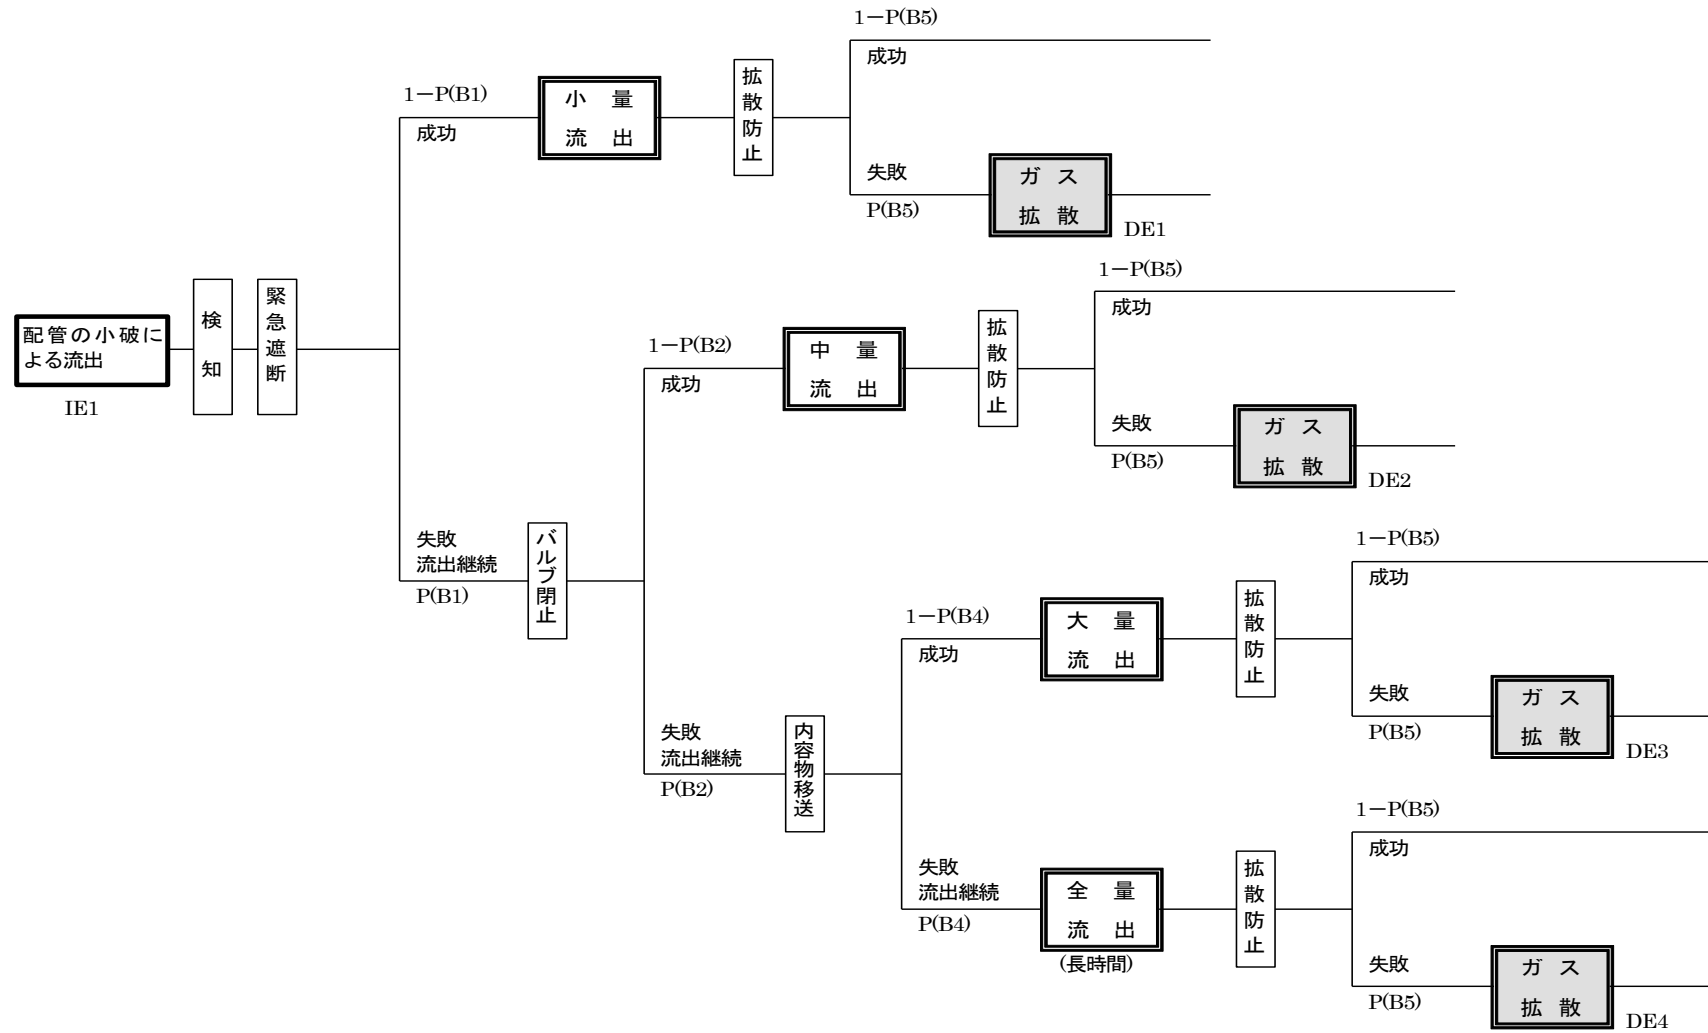 配管の小破に
よる流出
IE1
検知
緊急遮断
1−P(B1)
成功
小量
流出
拡散防止
1−P(B5)
成功
失敗
P(B5)
ガス
拡散
DE1
失敗
流出継続
P(B1)
バルブ閉止
1−P(B2)
成功
中量
流出
拡散防止
1−P(B5)
成功
失敗
P(B5)
ガス
拡散
DE2
失敗
流出継続
P(B2)
内容物移送
1−P(B4)
成功
大量
流出
拡散防止
1−P(B5)
成功
失敗
P(B5)
ガス
拡散
DE3
失敗
流出継続
P(B4)
全量
流出
(長時間)
拡散防止
1−P(B5)
成功
失敗
P(B5)
ガス
拡散
DE4